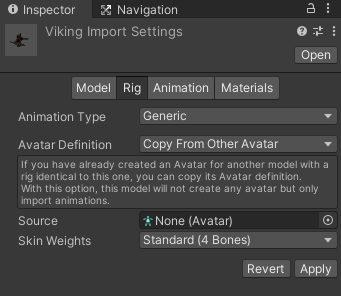 Inspector
Navigation
Viking Import Settings
Open
Model Rig Animation Materials
Animation Type Generic
Avatar Definition Copy From Other Avatar
If you have already created an Avatar for another model with a
rig identical to this one, you can copy its Avatar definition.
With this option, this model will not create any avatar but only
import animations.
Source None (Avatar)
Skin Weights Standard (4 Bones)
Revert Apply